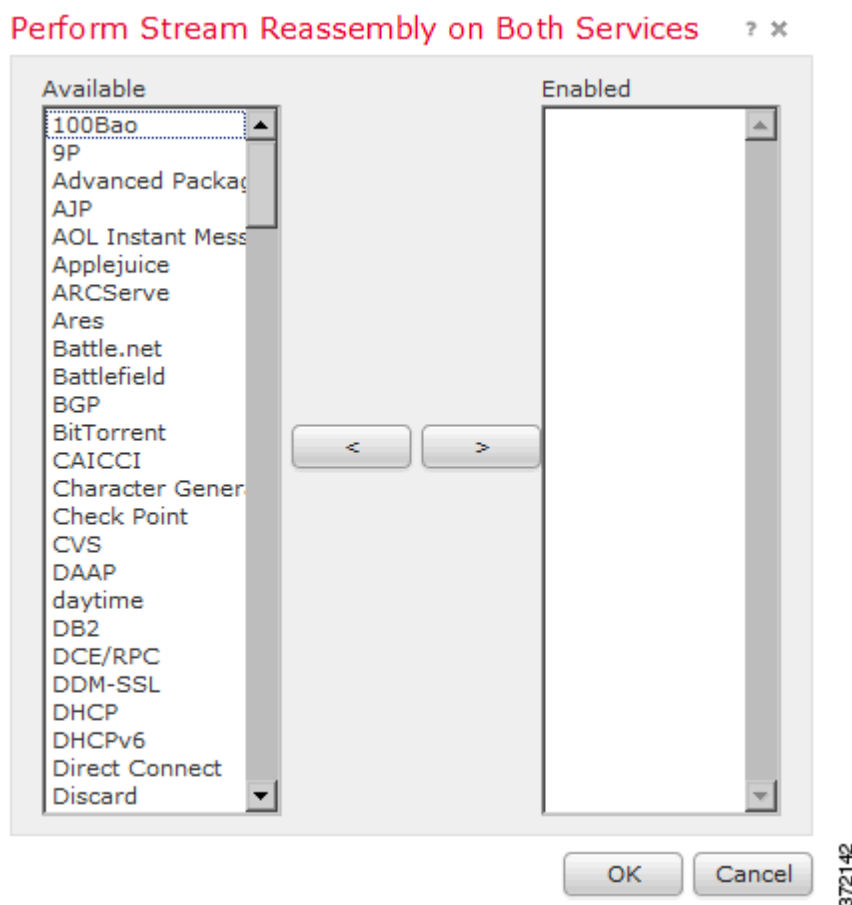 Perform Stream Reassembly on Both Services ? ×
Available
Enabled
100Bao
9P
Advanced Packag
AJP
AOL Instant Mess
Applejuice
ARCServe
Ares
Battle.net
Battlefield
BGP
BitTorrent
CAICCI
Character Gener
Check Point
CVS
DAAP
daytime
DB2
DCE/RPC
DDM-SSL
DHCP
DHCPv6
Direct Connect
Discard
< >
OK Cancel
372142